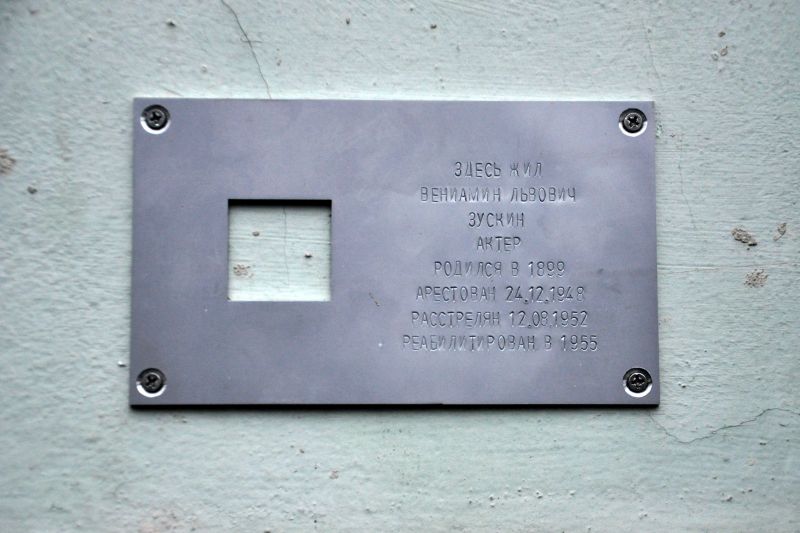 ЗДЕСЬ ЖИЛ
ВЕНИАМИН ЛЬВОВИЧ
ЗУСКИН
АКТЕР
РОДИЛСЯ В 1899
АРЕСТОВАН 24.12.1948
РАССТРЕЛЯН 12.08.1952
РЕАБИЛИТИРОВАН В 1955